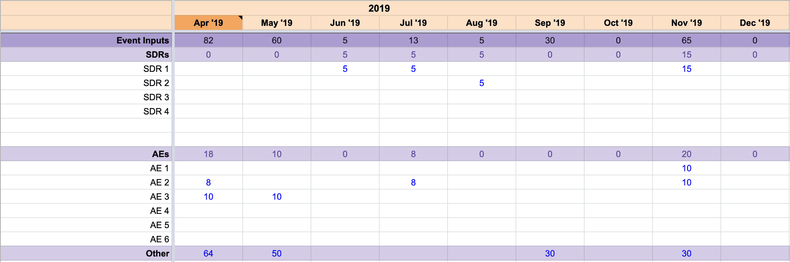 2019
Apr '19 May '19 Jun '19 Jul '19 Aug '19 Sep '19 Oct '19 Nov '19 Dec '19
Event Inputs 82 60 5 13 5 30 0 65 0
SDRs 0 0 5 5 5 0 0 15 0
SDR 1 5 5 15
SDR 2 5
SDR 3
SDR 4
AEs 18 10 0 8 0 0 0 20 0
AE 1 10
AE 2 8 8 10
AE 3 10 10
AE 4
AE 5
AE 6
Other 64 50 30 30